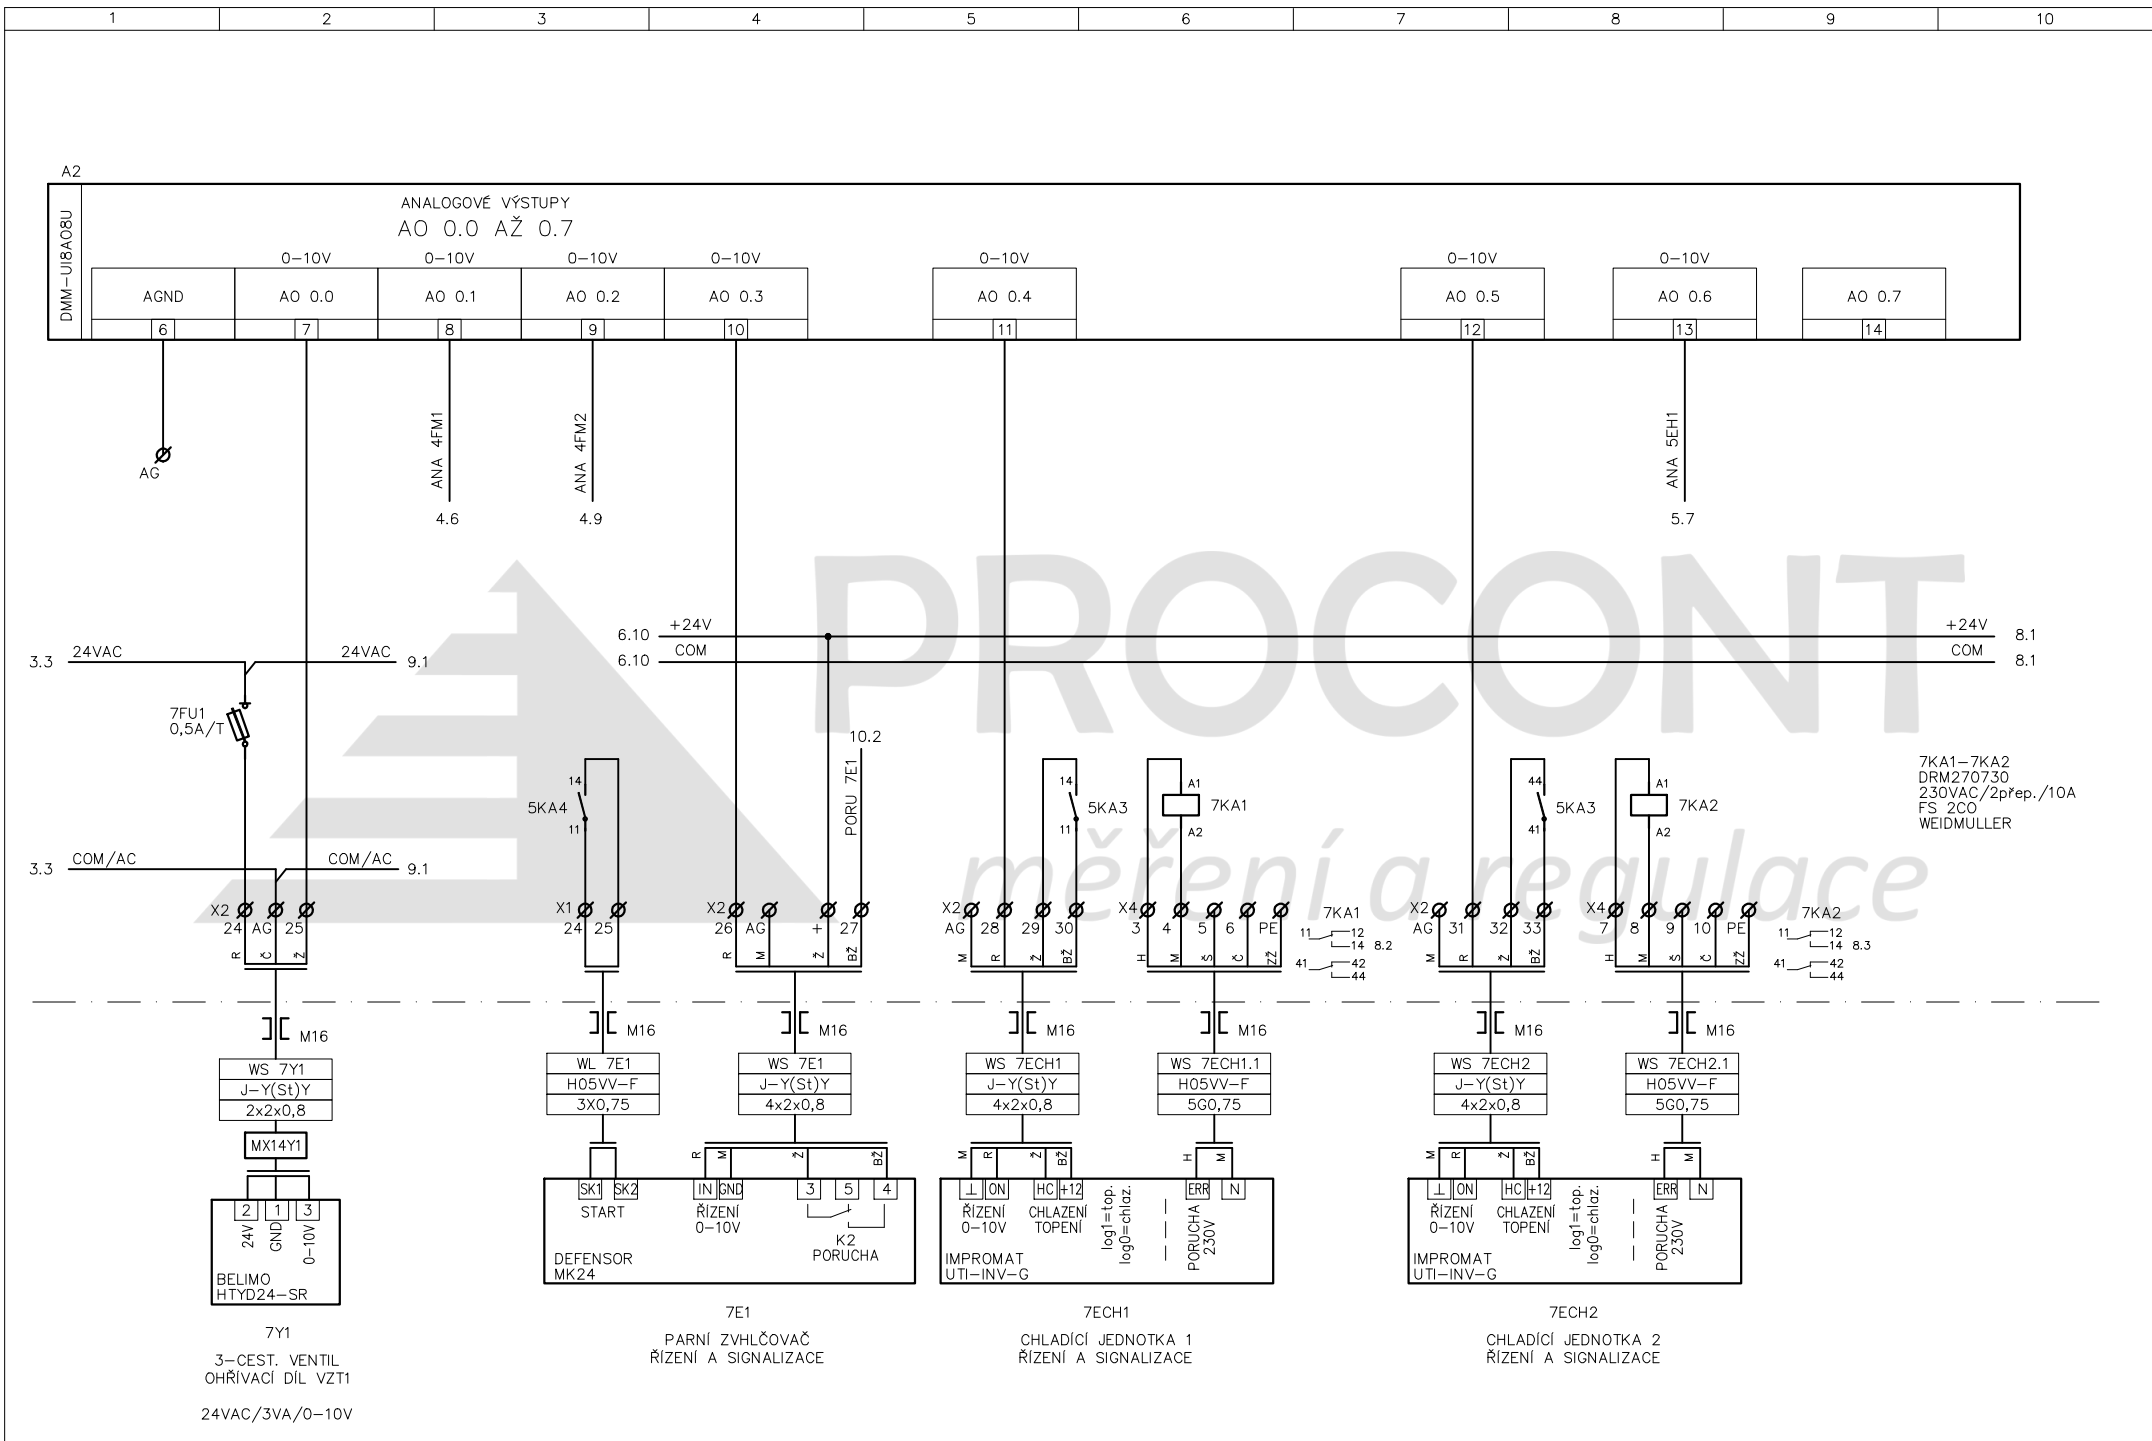 1 2 3 4 5 6 7 8 9 10
A2
DMM-UI8AO8U
ANALOGOVÉ VÝSTUPY
AO 0.0 AŽ 0.7
0-10V 0-10V 0-10V 0-10V 0-10V 0-10V 0-10V
AGND AO 0.0 AO 0.1 AO 0.2 AO 0.3 AO 0.4 AO 0.5 AO 0.6 AO 0.7
6 7 8 9 10 11 12 13 14
AG
ANA 4FM1
4.6
ANA 4FM2
4.9
ANA 5EH1
5.7
PROCONT
měření a regulace
6.10 +24V +24V 8.1
6.10 COM COM 8.1
3.3 24VAC 24VAC 9.1
7FU1
0,5A/T
3.3 COM/AC COM/AC 9.1
10.2
PORU 7E1
14
5KA4
11
14
5KA3
11
A1
7KA1
A2
44
5KA3
41
A1
7KA2
A2
7KA1-7KA2
DRM270730
230VAC/2přep./10A
FS 2CO
WEIDMULLER
X2 X1 X2 X2 X4 X2 X4
24 AG 25 24 25 26 AG + 27 AG 28 29 30 3 4 5 6 PE AG 31 32 33 7 8 9 10 PE
R Č Ž R M Ž BŽ M R Ž BŽ H M Š Č ZŽ M R Ž BŽ H M Š Č ZŽ
7KA1
11 12
14 8.2
41 42
44
7KA2
11 12
14 8.3
41 42
44
M16 M16 M16 M16 M16 M16 M16
WS 7Y1
J-Y(St)Y
2x2x0,8
MX14Y1
WL 7E1
H05VV-F
3X0,75
WS 7E1
J-Y(St)Y
4x2x0,8
WS 7ECH1
J-Y(St)Y
4x2x0,8
WS 7ECH1.1
H05VV-F
5G0,75
WS 7ECH2
J-Y(St)Y
4x2x0,8
WS 7ECH2.1
H05VV-F
5G0,75
R M Ž BŽ M R Ž BŽ H M M R Ž BŽ H M
2 1 3
24V GND 0-10V
BELIMO
HTYD24-SR
7Y1
3-CEST. VENTIL
OHŘÍVACÍ DÍL VZT1
24VAC/3VA/0-10V
SK1 SK2 IN GND 3 5 4
START
ŘÍZENÍ
0-10V
K2
PORUCHA
DEFENSOR
MK24
7E1
PARNÍ ZVHLČOVAČ
ŘÍZENÍ A SIGNALIZACE
⊥ ON HC +12 ERR N
ŘÍZENÍ
0-10V
CHLAZENÍ
TOPENÍ
log1=top.
log0=chlaz.
PORUCHA
230V
IMPROMAT
UTI-INV-G
7ECH1
CHLADÍCÍ JEDNOTKA 1
ŘÍZENÍ A SIGNALIZACE
⊥ ON HC +12 ERR N
ŘÍZENÍ
0-10V
CHLAZENÍ
TOPENÍ
log1=top.
log0=chlaz.
PORUCHA
230V
IMPROMAT
UTI-INV-G
7ECH2
CHLADÍCÍ JEDNOTKA 2
ŘÍZENÍ A SIGNALIZACE